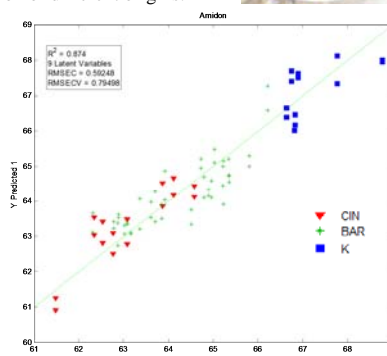 Amidon
R² = 0.874
9 Latent Variables
RMSEC = 0.59248
RMSECV = 0.79498
Y Predicted 1
69
68
67
66
65
64
63
62
61
60
CIN
BAR
K
61 62 63 64 65 66 67 68